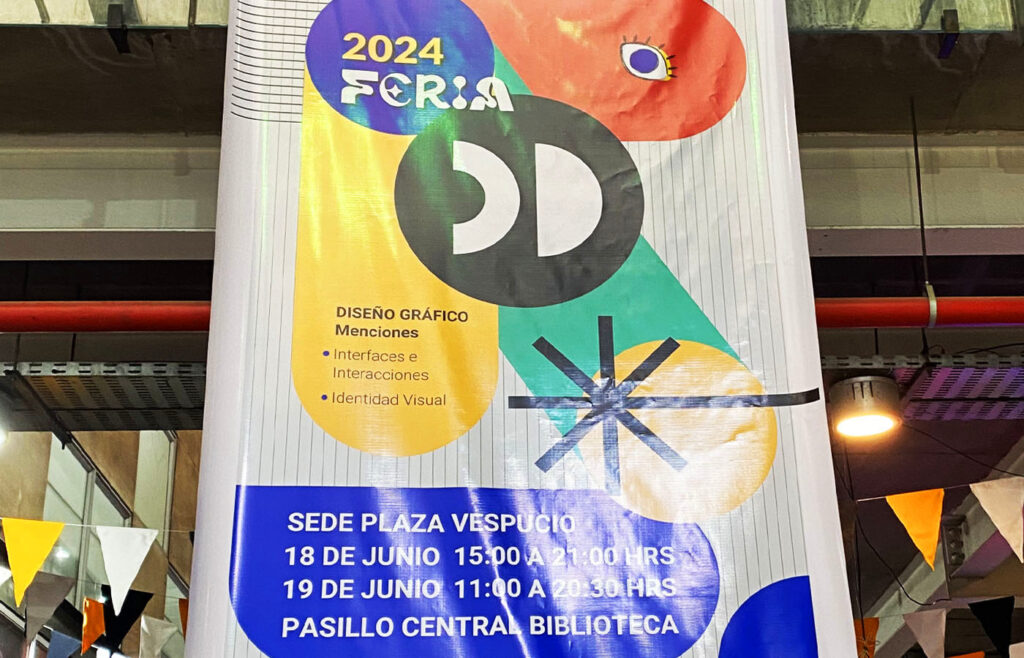 2024
FERIA
DISEÑO GRÁFICO
Menciones
• Interfaces e
Interacciones
• Identidad Visual
SEDE PLAZA VESPUCIO
18 DE JUNIO 15:00 A 21:00 HRS
19 DE JUNIO 11:00 A 20:30 HRS
PASILLO CENTRAL BIBLIOTECA